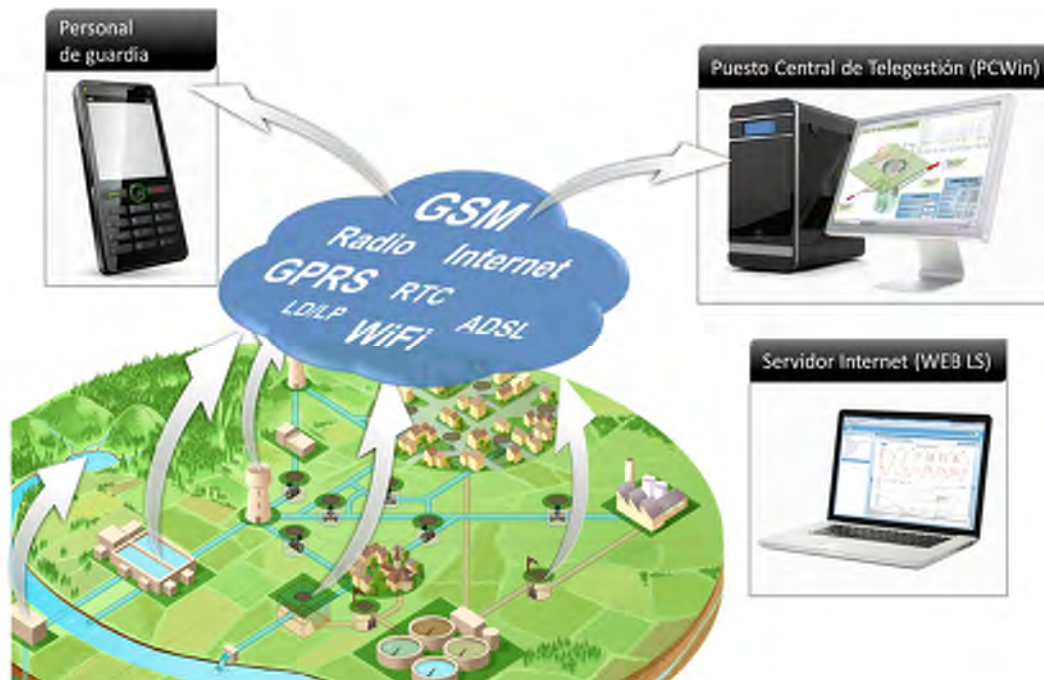 Personal
de guardia
Puesto Central de Telegestión (PCWin)
GSM
Radio Internet
GPRS RTC
LD/LP WiFi ADSL
Servidor Internet (WEB LS)